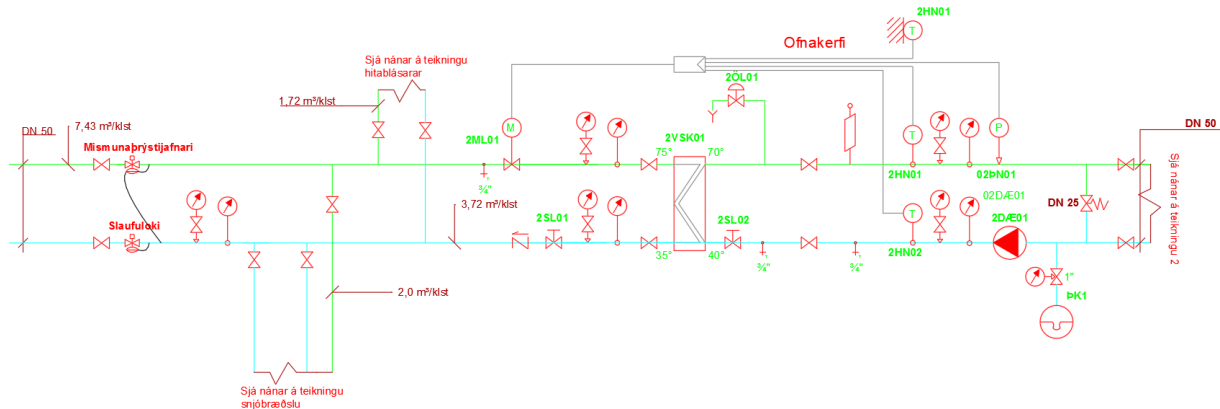 2HN01
Ofnakerfi
Sjá nánar á teikningu
hitablásarar
2ÖL01
1,72 m³/klst
DN 50
7,43 m³/klst
Mismunaþrýstijafnari
2ML01
M
2VSK01
75°
70°
T
T
P
2HN01
02ÞN01
DN 50
¾"
Sjá nánar á teikningu 2
02DÆ01
2DÆ01
DN 25
Slaufuloki
3,72 m³/klst
2SL01
2SL02
35°
40°
T
2HN02
¾"
¾"
2,0 m³/klst
1"
ÞK1
Sjá nánar á teikningu
snjóbræðslu